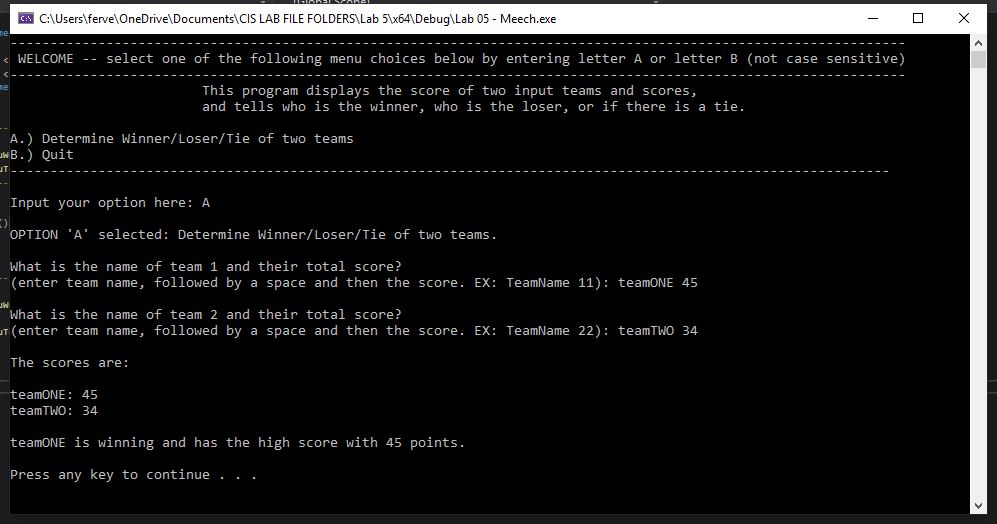 (Global Scope)
C:\Users\ferve\OneDrive\Documents\CIS LAB FILE FOLDERS\Lab 5\x64\Debug\Lab 05 - Meech.exe
-----------------------------------------------------------------------------------------------------------------
WELCOME -- select one of the following menu choices below by entering letter A or letter B (not case sensitive)
-----------------------------------------------------------------------------------------------------------------
This program displays the score of two input teams and scores,
and tells who is the winner, who is the loser, or if there is a tie.
A.) Determine Winner/Loser/Tie of two teams
B.) Quit
---------------------------------------------------------------------------------------------------------------
Input your option here: A
OPTION 'A' selected: Determine Winner/Loser/Tie of two teams.
What is the name of team 1 and their total score?
(enter team name, followed by a space and then the score. EX: TeamName 11): teamONE 45
What is the name of team 2 and their total score?
(enter team name, followed by a space and then the score. EX: TeamName 22): teamTWO 34
The scores are:
teamONE: 45
teamTWO: 34
teamONE is winning and has the high score with 45 points.
Press any key to continue . . .